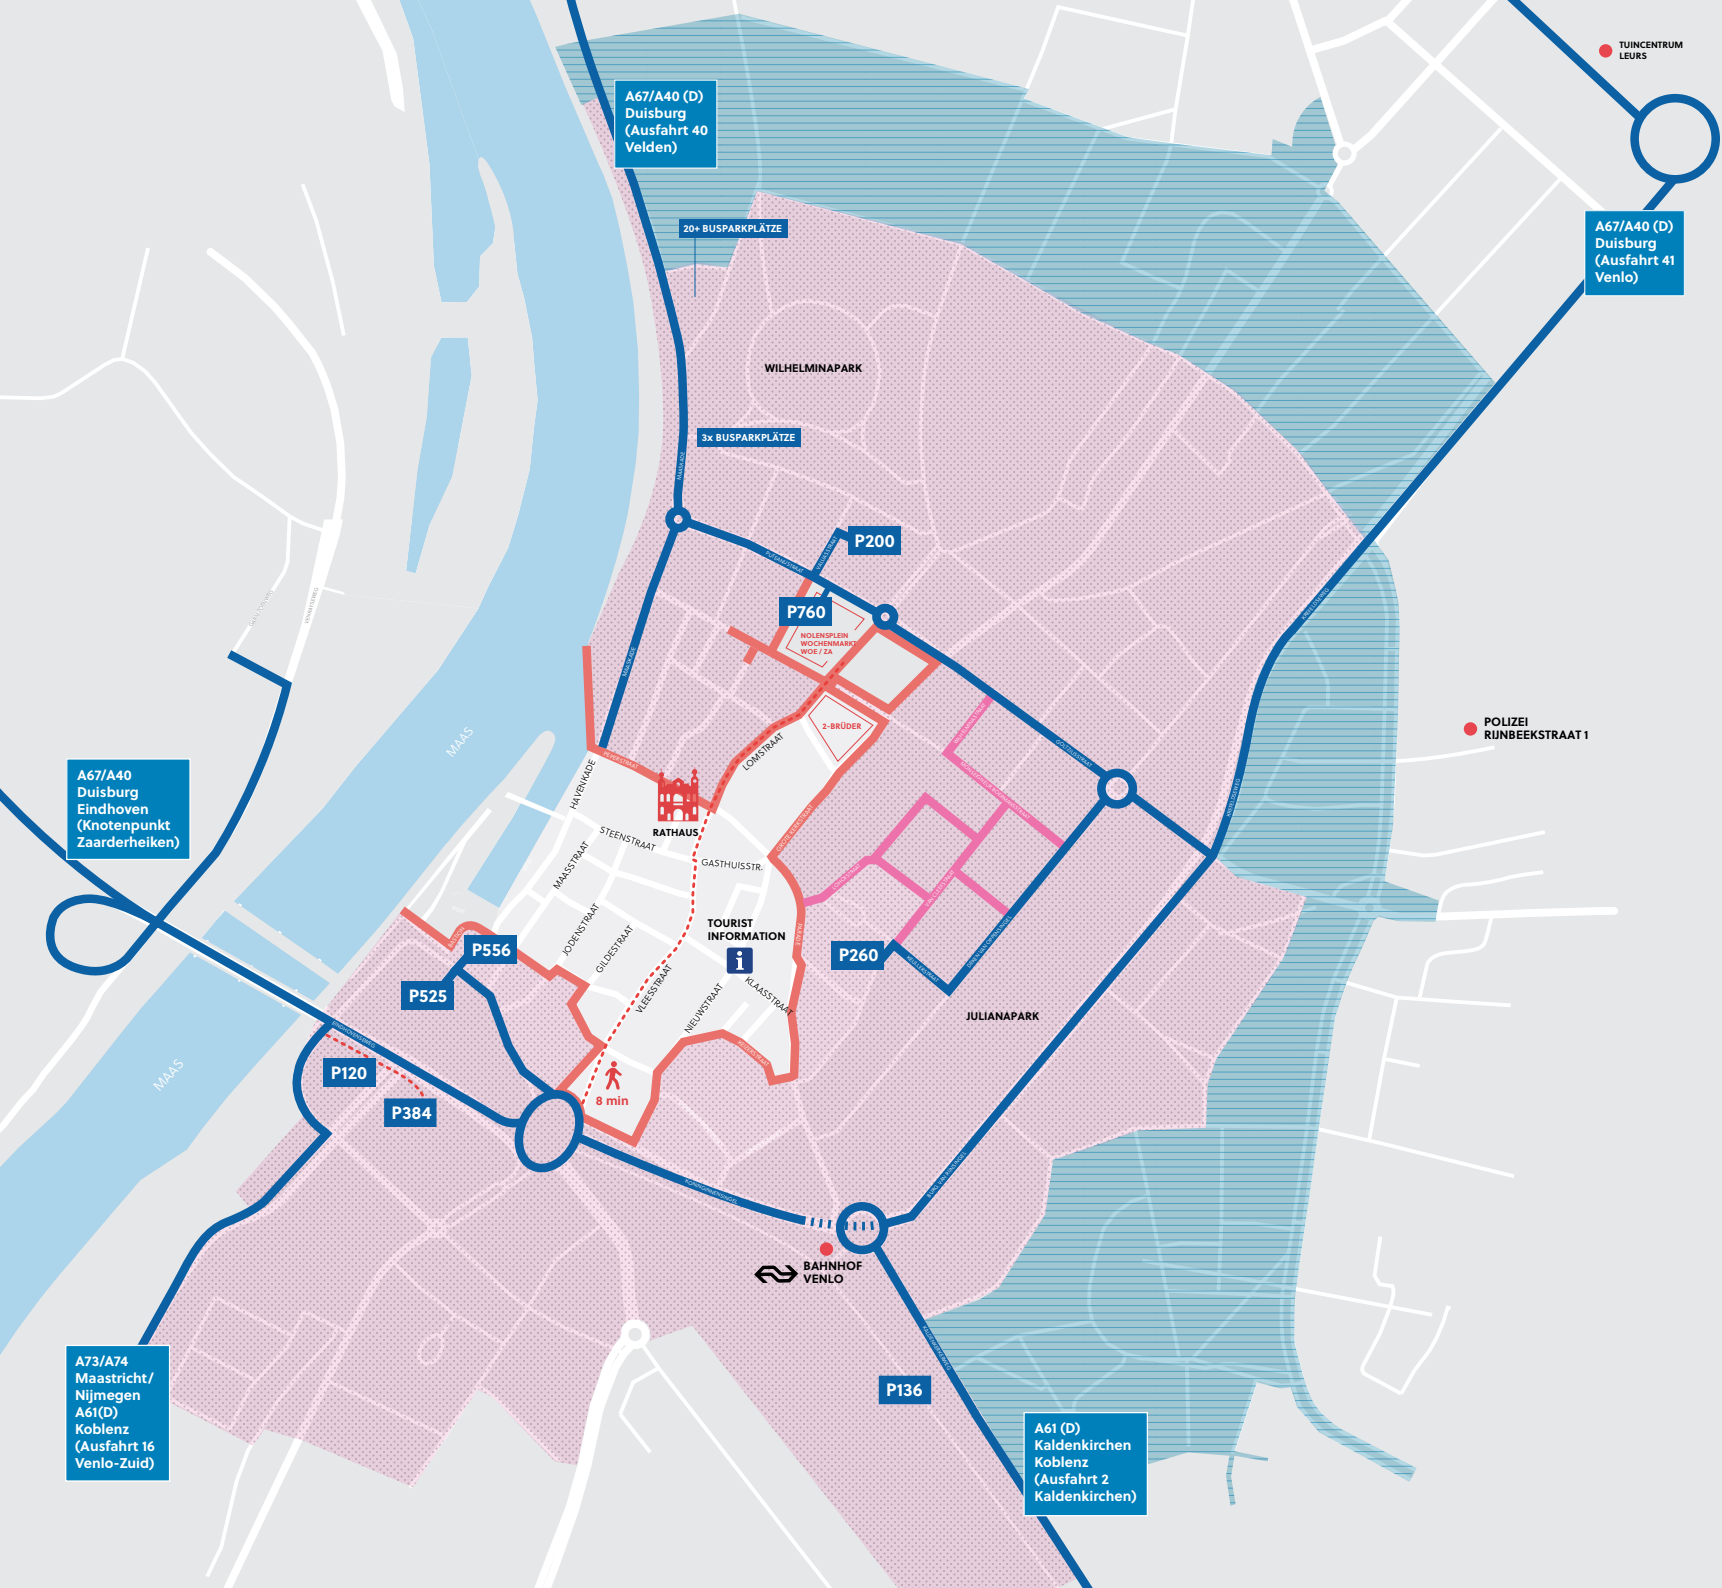 TUINCENTRUM
LEURS
A67/A40 (D)
Duisburg
(Ausfahrt 40
Velden)
A67/A40 (D)
Duisburg
(Ausfahrt 41
Venlo)
20+ BUSPARKPLÄTZE
WILHELMINAPARK
3x BUSPARKPLÄTZE
MAASKADE
P200
P760
NOLENSPLEIN
WOCHENMARKT
WOE / ZA
MAASKADE
2-BRÜDER
LOMSTRAAT
HAVENKADE
RATHAUS
STEENSTRAAT
GASTHUISSTR.
MAASSTRAAT
POLIZEI
RIJNBEEKSTRAAT 1
MAAS
A67/A40
Duisburg
Eindhoven
(Knotenpunkt
Zaarderheiken)
TOURIST
INFORMATION
i
JODENSTRAAT
GILDESTRAAT
P556
P525
P260
VLEESSTRAAT
NIEUWSTRAAT
KLAASSTRAAT
JULIANAPARK
EINDHOVENSEWEG
MAAS
P120
P384
8 min
BAHNHOF
VENLO
P136
A73/A74
Maastricht/
Nijmegen
A61(D)
Koblenz
(Ausfahrt 16
Venlo-Zuid)
A61 (D)
Kaldenkirchen
Koblenz
(Ausfahrt 2
Kaldenkirchen)